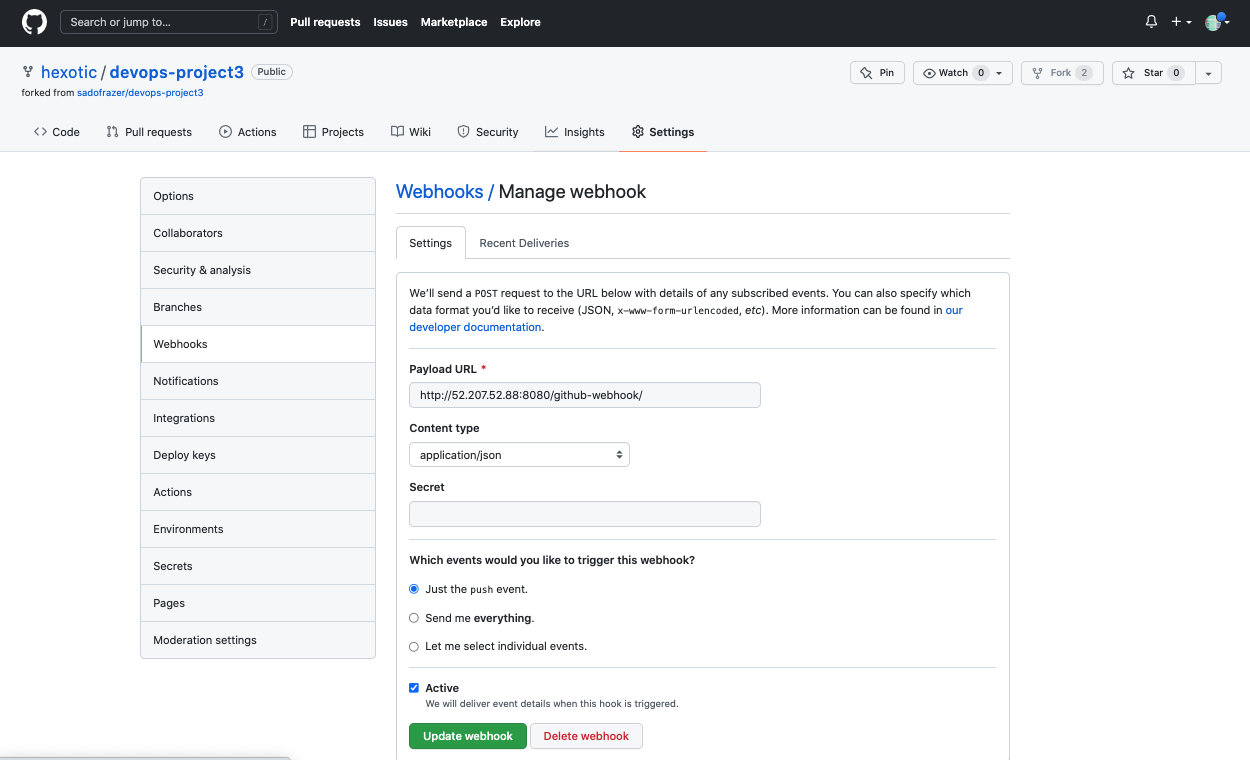 Search or jump to... /
Pull requests Issues Marketplace Explore
hexotic / devops-project3 Public
Pin Watch 0 Fork 2 Star 0
forked from sadofrazer/devops-project3
Code Pull requests Actions Projects Wiki Security Insights Settings
Options
Collaborators
Security & analysis
Branches
Webhooks
Notifications
Integrations
Deploy keys
Actions
Environments
Secrets
Pages
Moderation settings
Webhooks / Manage webhook
Settings Recent Deliveries
We’ll send a POST request to the URL below with details of any subscribed events. You can also specify which
data format you’d like to receive (JSON, x-www-form-urlencoded, etc). More information can be found in our
developer documentation.
Payload URL *
http://52.207.52.88:8080/github-webhook/
Content type
application/json
Secret
Which events would you like to trigger this webhook?
Just the push event.
Send me everything.
Let me select individual events.
Active
We will deliver event details when this hook is triggered.
Update webhook Delete webhook